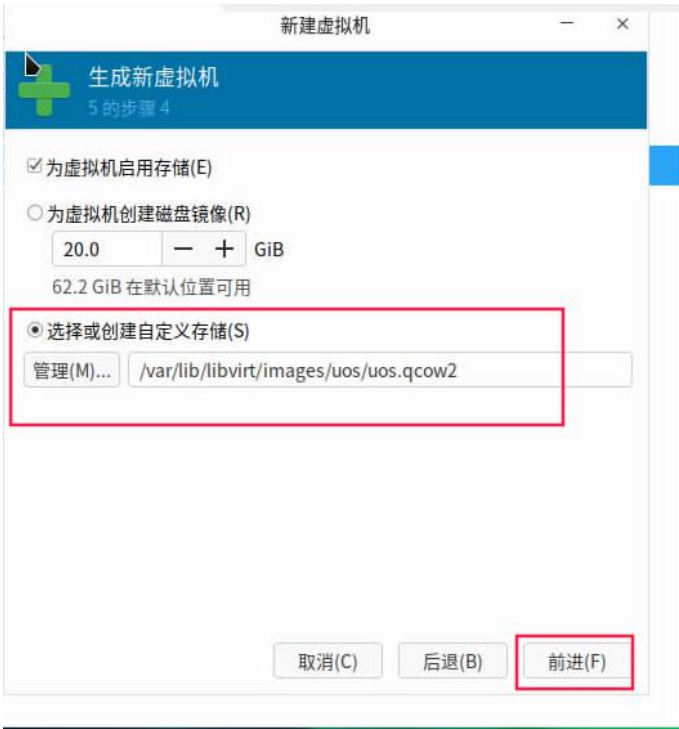 新建虚拟机
生成新虚拟机
5 的步骤 4
为虚拟机启用存储(E)
为虚拟机创建磁盘镜像(R)
20.0 — + GiB
62.2 GiB 在默认位置可用
选择或创建自定义存储(S)
管理(M)... /var/lib/libvirt/images/uos/uos.qcow2
取消(C) 后退(B) 前进(F)